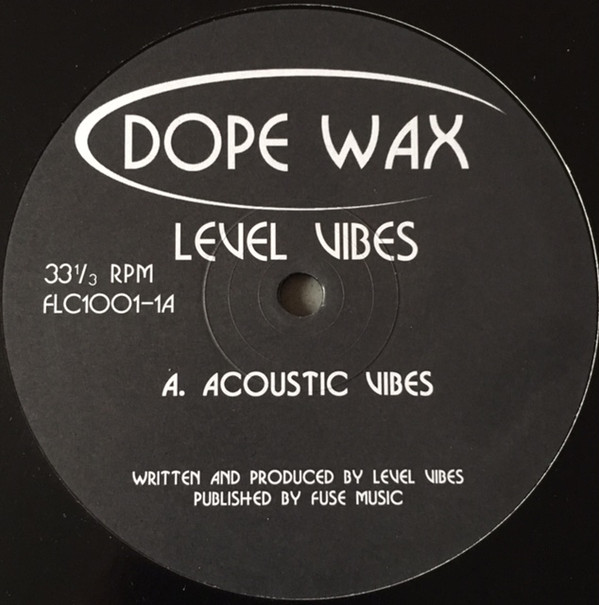 DOPE WAX
LEVEL VIBES
33⅓ RPM
FLC1001-1A
A. ACOUSTIC VIBES
WRITTEN AND PRODUCED BY LEVEL VIBES
PUBLISHED BY FUSE MUSIC